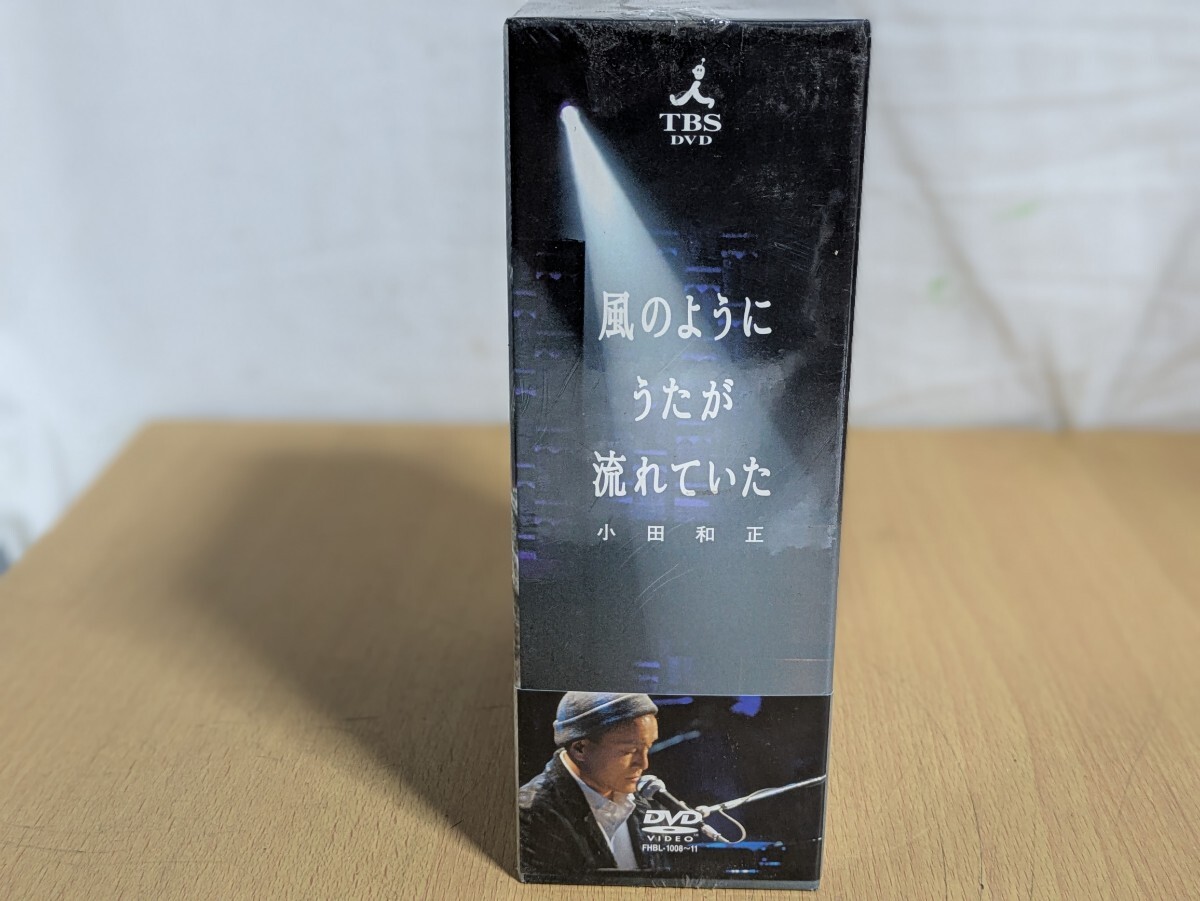 TBS
DVD
風のように
うたが
流れていた
小田和正
DVD
VIDEO
FHBL-1008～11